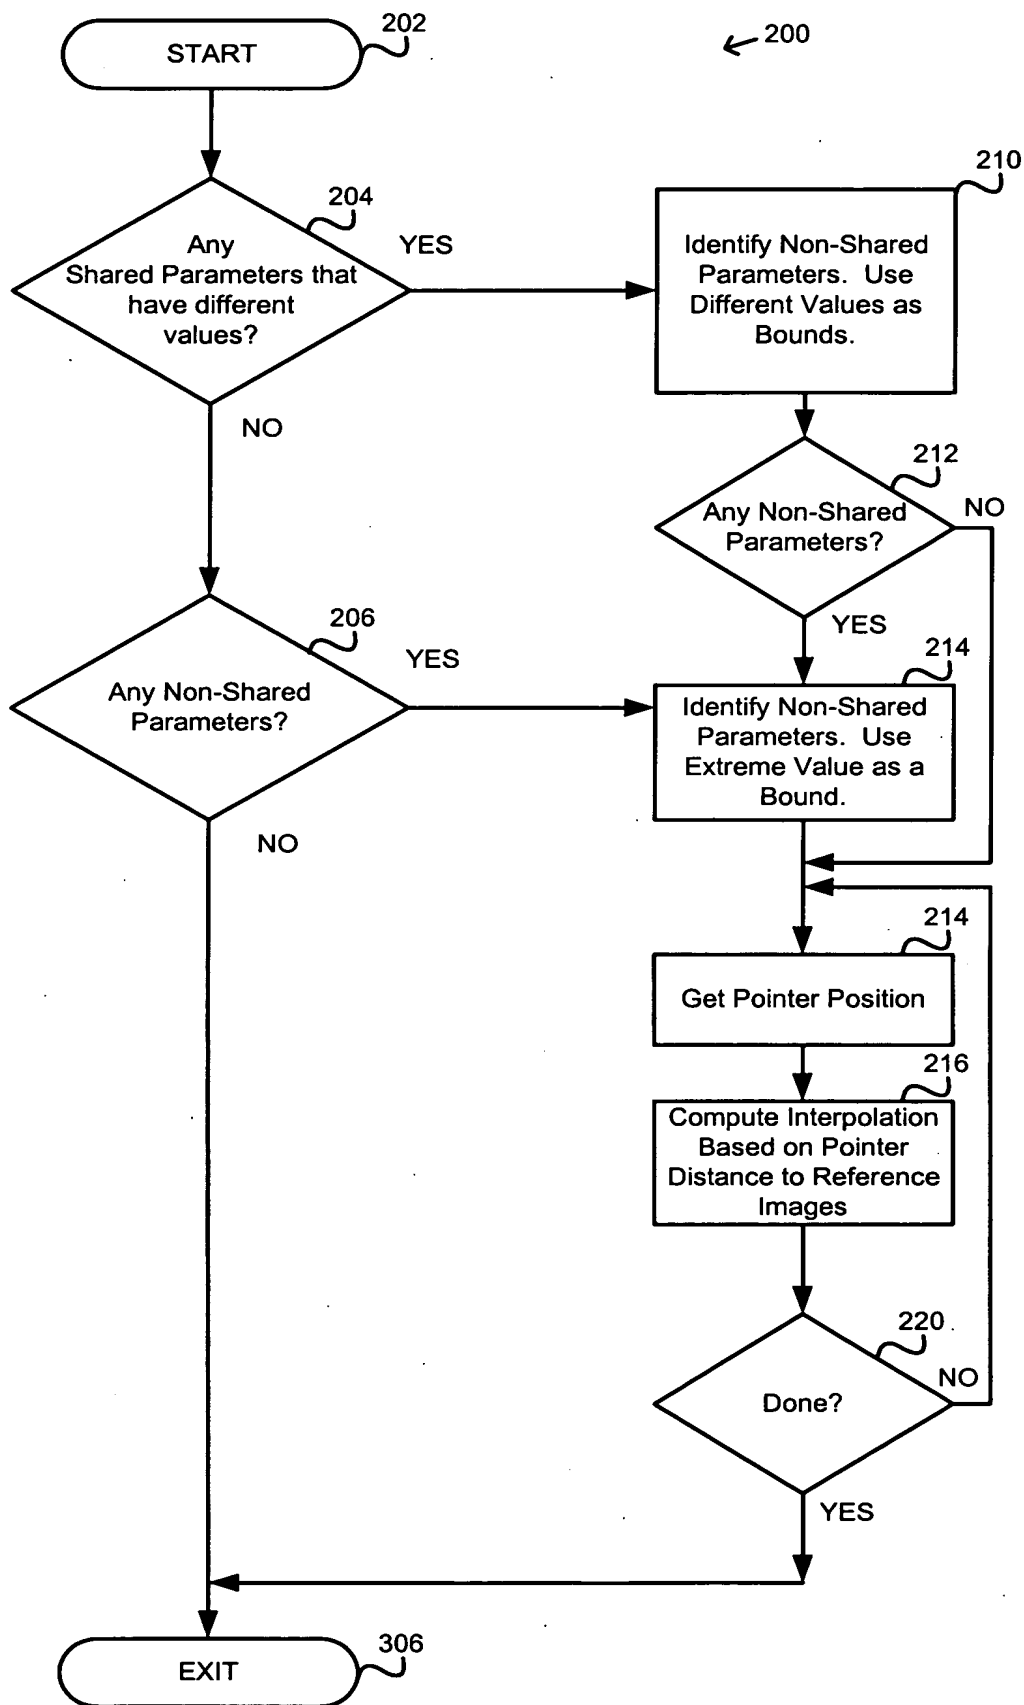 START
202
200
204
Any
Shared Parameters that
have different
values?
YES
NO
210
Identify Non-Shared
Parameters. Use
Different Values as
Bounds.
212
Any Non-Shared
Parameters?
NO
YES
206
Any Non-Shared
Parameters?
YES
NO
214
Identify Non-Shared
Parameters. Use
Extreme Value as a
Bound.
214
Get Pointer Position
216
Compute Interpolation
Based on Pointer
Distance to Reference
Images
220
Done?
NO
YES
EXIT
306